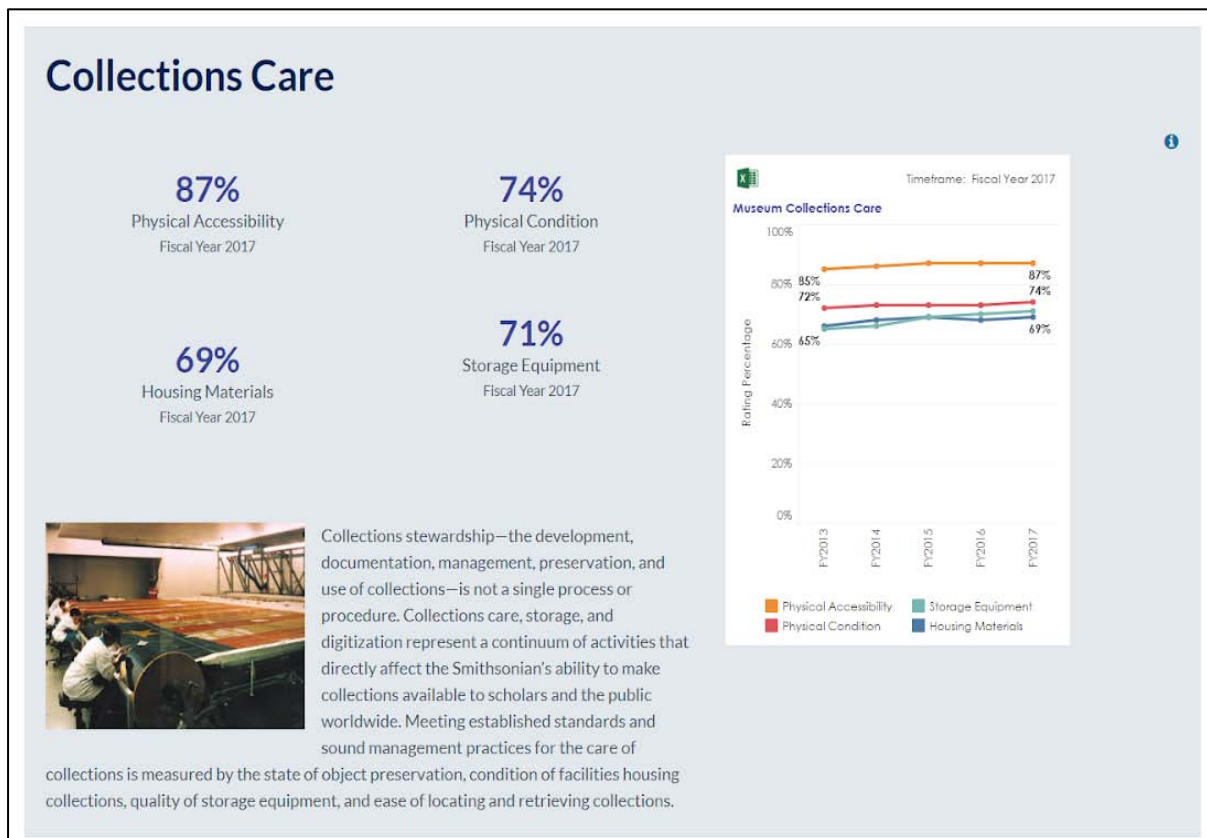 Collections Care
87%
Physical Accessibility
Fiscal Year 2017
74%
Physical Condition
Fiscal Year 2017
69%
Housing Materials
Fiscal Year 2017
71%
Storage Equipment
Fiscal Year 2017
Timeframe: Fiscal Year 2017
Museum Collections Care
Rating Percentage
100%
80%
60%
40%
20%
0%
85%
72%
65%
87%
74%
69%
FY2013
FY2014
FY2015
FY2016
FY2017
Physical Accessibility
Storage Equipment
Physical Condition
Housing Materials
Collections stewardship—the development,
documentation, management, preservation, and
use of collections—is not a single process or
procedure. Collections care, storage, and
digitization represent a continuum of activities that
directly affect the Smithsonian's ability to make
collections available to scholars and the public
worldwide. Meeting established standards and
sound management practices for the care of
collections is measured by the state of object preservation, condition of facilities housing
collections, quality of storage equipment, and ease of locating and retrieving collections.